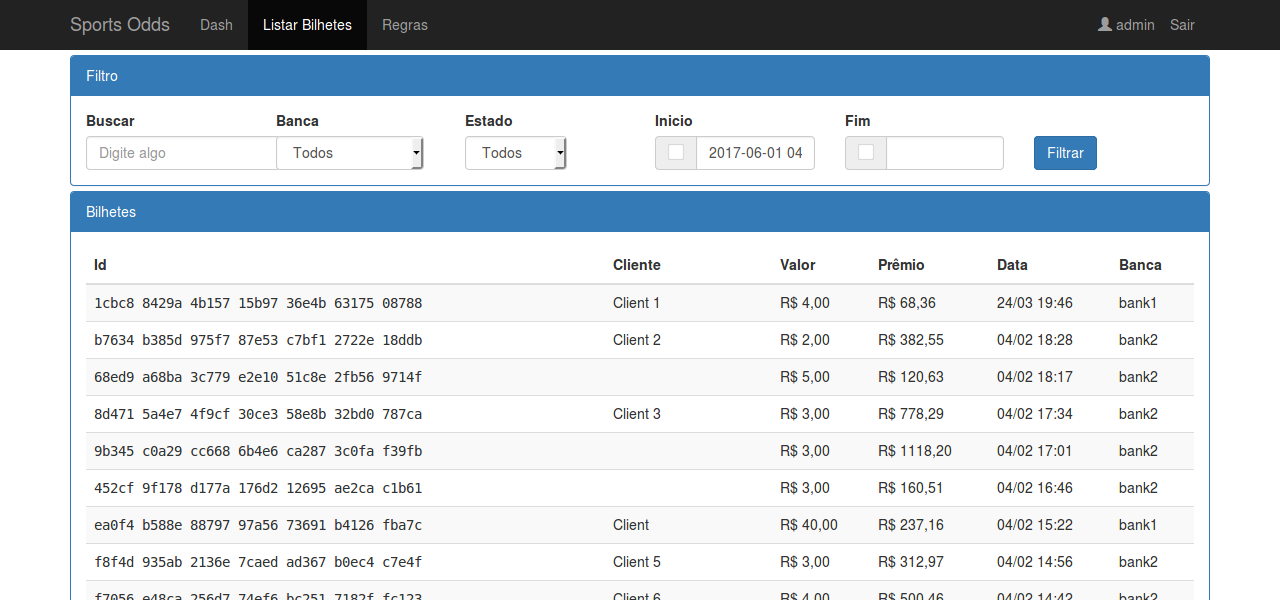 Sports Odds Dash Listar Bilhetes Regras admin Sair
Filtro
Buscar Banca Estado Inicio Fim
Digite algo Todos Todos 2017-06-01 04 Filtrar
Bilhetes
Id Cliente Valor Prêmio Data Banca
1cbc8 8429a 4b157 15b97 36e4b 63175 08788 Client 1 R$ 4,00 R$ 68,36 24/03 19:46 bank1
b7634 b385d 975f7 87e53 c7bf1 2722e 18ddb Client 2 R$ 2,00 R$ 382,55 04/02 18:28 bank2
68ed9 a68ba 3c779 e2e10 51c8e 2fb56 9714f R$ 5,00 R$ 120,63 04/02 18:17 bank2
8d471 5a4e7 4f9cf 30ce3 58e8b 32bd0 787ca Client 3 R$ 3,00 R$ 778,29 04/02 17:34 bank2
9b345 c0a29 cc668 6b4e6 ca287 3c0fa f39fb R$ 3,00 R$ 1118,20 04/02 17:01 bank2
452cf 9f178 d177a 176d2 12695 ae2ca c1b61 R$ 3,00 R$ 160,51 04/02 16:46 bank2
ea0f4 b588e 88797 97a56 73691 b4126 fba7c Client R$ 40,00 R$ 237,16 04/02 15:22 bank1
f8f4d 935ab 2136e 7caed ad367 b0ec4 c7e4f Client 5 R$ 3,00 R$ 312,97 04/02 14:56 bank2
f7056 e48ca 256d7 74ef6 bc251 7182f fc123 Client 6 R$ 4,00 R$ 500,46 04/02 14:42 bank2